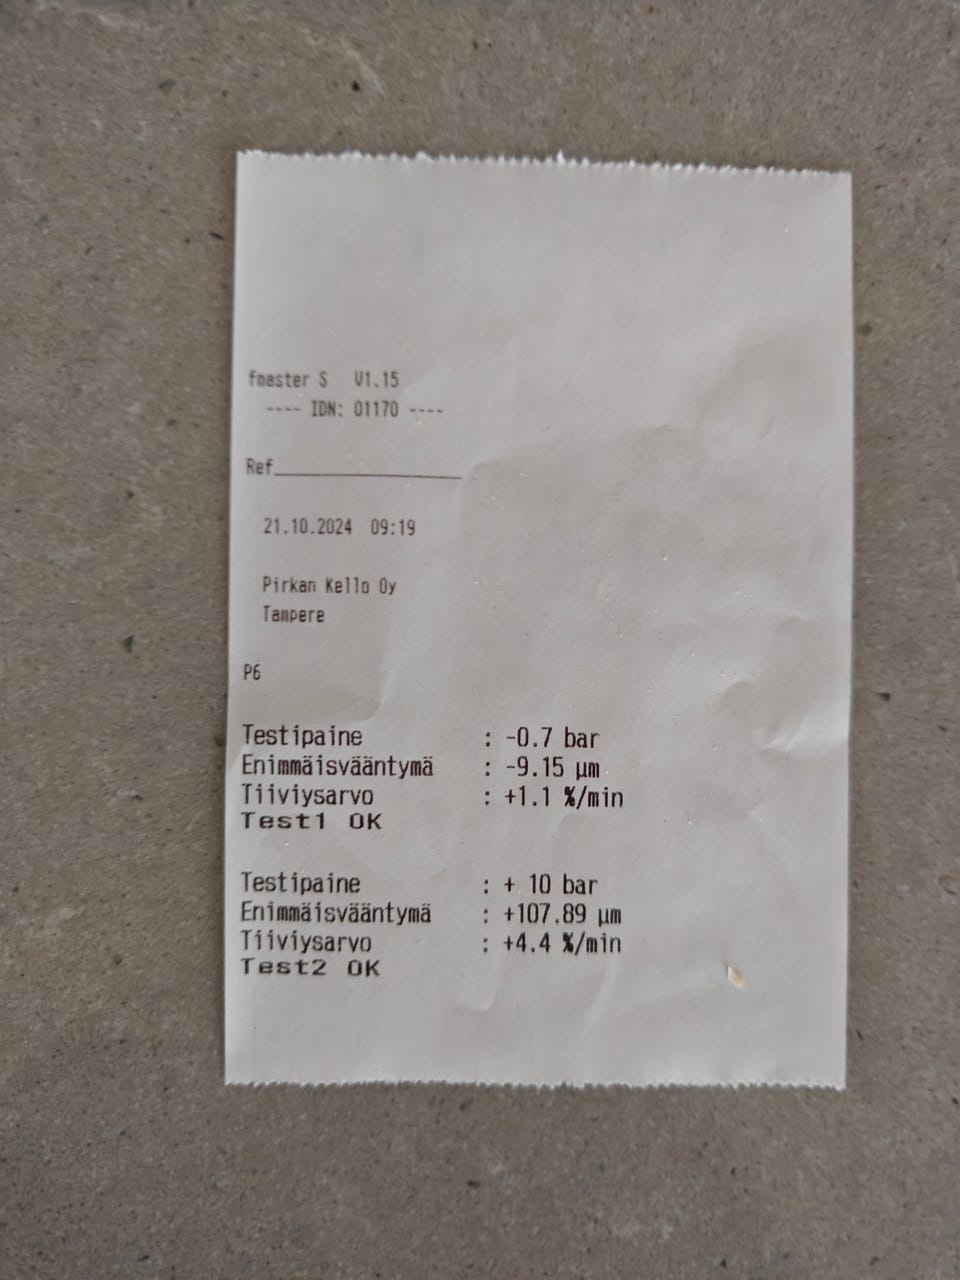 fmaster S V1.15
---- IDN: 01170 ----
Ref
21.10.2024 09:19
Pirkan Kello Oy
Tampere
P6
Testipaine : -0.7 bar
Enimmäisvääntymä : -9.15 µm
Tiiviysarvo : +1.1 %/min
Test1 OK
Testipaine : + 10 bar
Enimmäisvääntymä : +107.89 µm
Tiiviysarvo : +4.4 %/min
Test2 OK